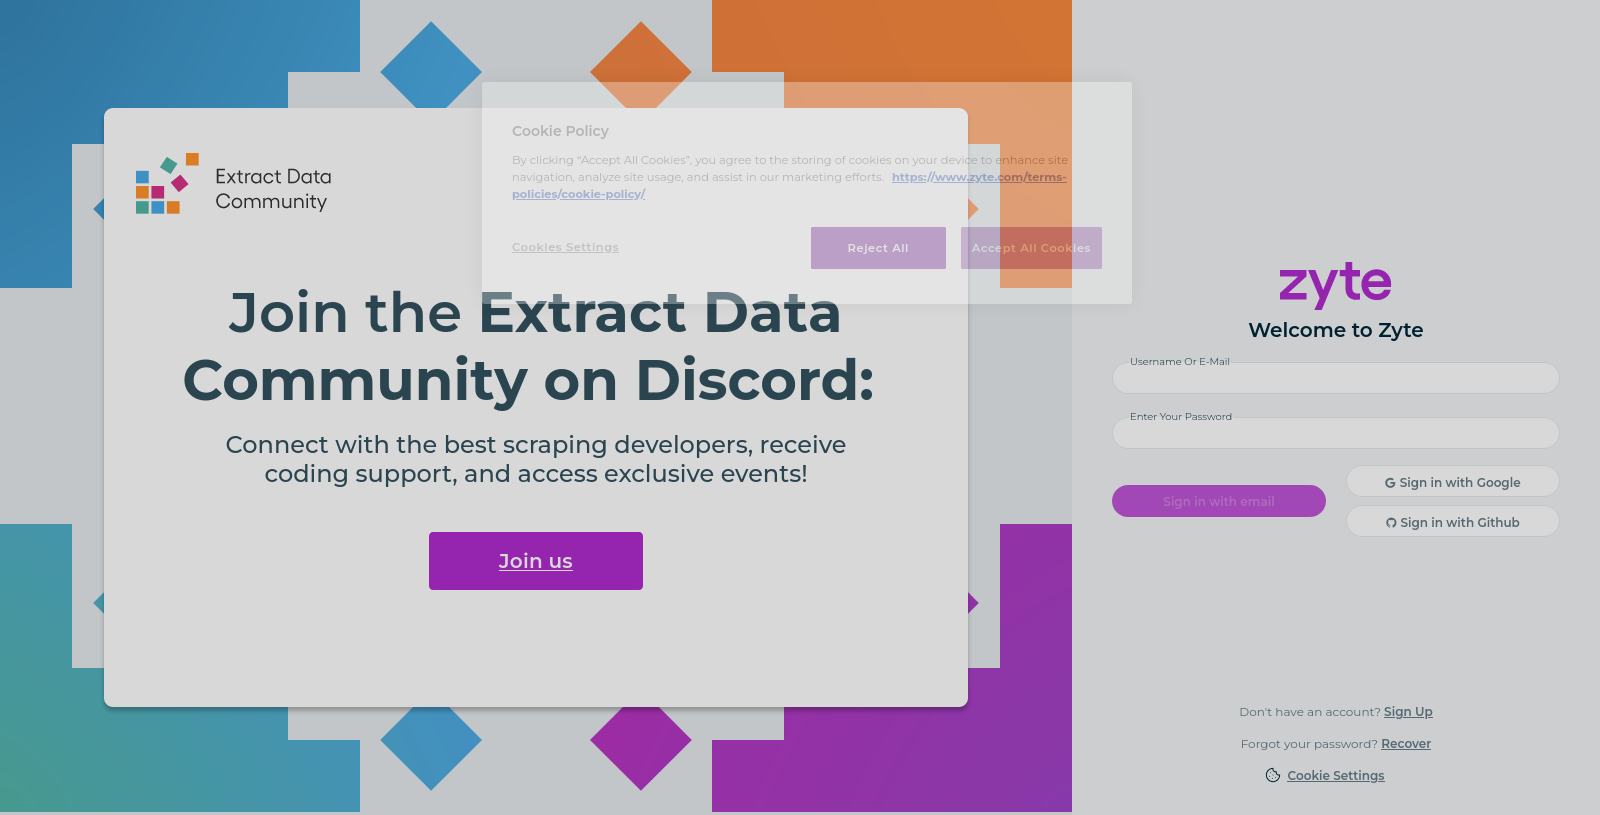 Cookie Policy
By clicking “Accept All Cookies”, you agree to the storing of cookies on your device to enhance site
navigation, analyze site usage, and assist in our marketing efforts. https://www.zyte.com/terms-
policies/cookie-policy/
Cookies Settings
Reject All
Accept All Cookies
Extract Data
Community
Join the Extract Data
Community on Discord:
Connect with the best scraping developers, receive
coding support, and access exclusive events!
Join us
zyte
Welcome to Zyte
Username Or E-Mail
Enter Your Password
Sign in with email
Sign in with Google
Sign in with Github
Don't have an account? Sign Up
Forgot your password? Recover
Cookie Settings